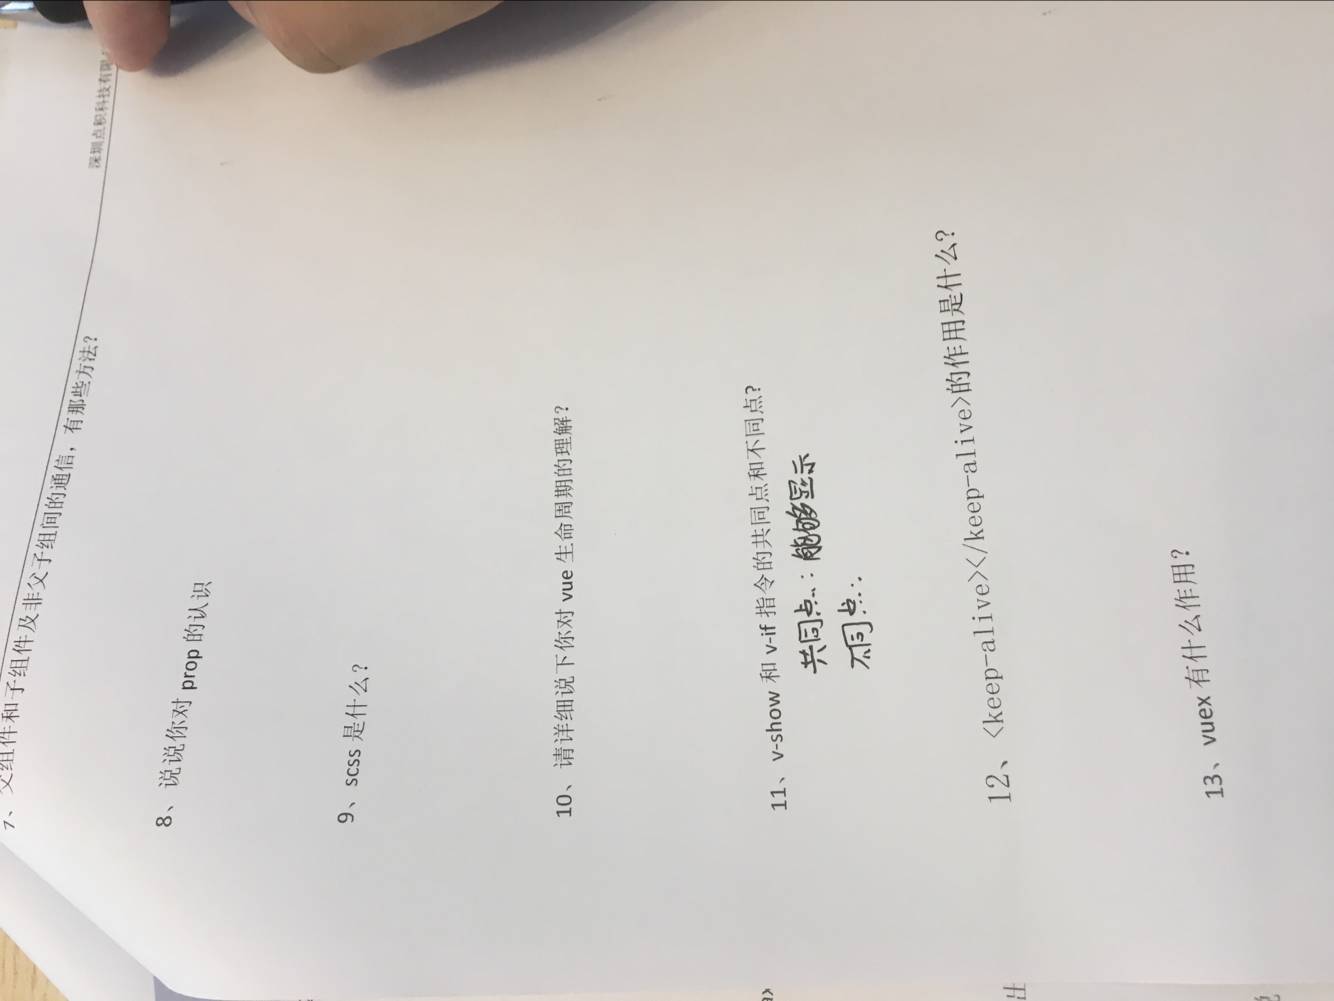 7、父组件和子组件及非父子组间的通信，有那些方法？
深圳点积科技有限
8、说说你对 prop 的认识
9、scss 是什么？
10、请详细说下你对 vue 生命周期的理解？
11、v-show 和 v-if 指令的共同点和不同点？
共同点：能够显示
不同点：
12、<keep-alive></keep-alive>的作用是什么？
13、vuex 有什么作用？